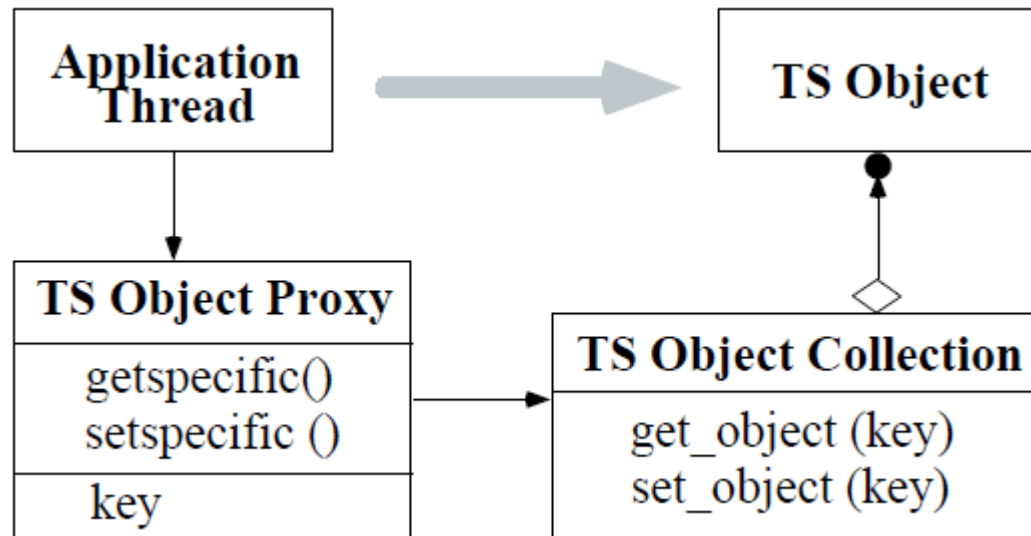 Application
Thread
TS Object
TS Object Proxy
getspecific()
setspecific ()
key
TS Object Collection
get_object (key)
set_object (key)